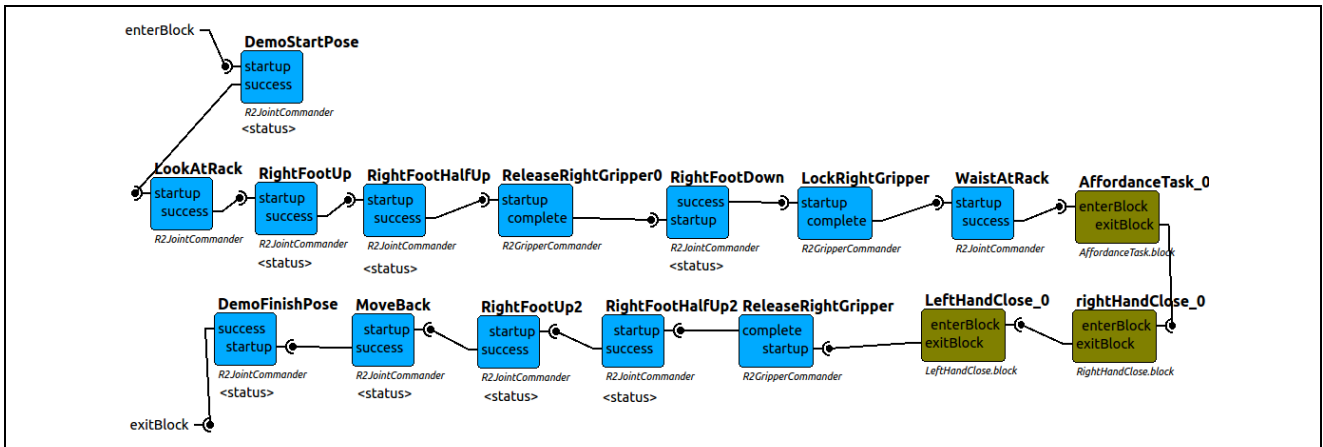 enterBlock
DemoStartPose
startup
success
R2JointCommander
<status>
LookAtRack
startup
success
R2JointCommander
RightFootUp
startup
success
R2JointCommander
<status>
RightFootHalfUp
startup
success
R2JointCommander
<status>
ReleaseRightGripper0
startup
complete
R2GripperCommander
RightFootDown
success
startup
R2JointCommander
<status>
LockRightGripper
startup
complete
R2GripperCommander
WaistAtRack
startup
success
R2JointCommander
AffordanceTask_0
enterBlock
exitBlock
AffordanceTask.block
DemoFinishPose
success
startup
R2JointCommander
<status>
MoveBack
startup
success
R2JointCommander
<status>
RightFootUp2
startup
success
R2JointCommander
RightFootHalfUp2
startup
success
R2JointCommander
<status>
ReleaseRightGripper
complete
startup
R2GripperCommander
LeftHandClose_0
enterBlock
exitBlock
LeftHandClose.block
rightHandClose_0
enterBlock
exitBlock
RightHandClose.block
exitBlock